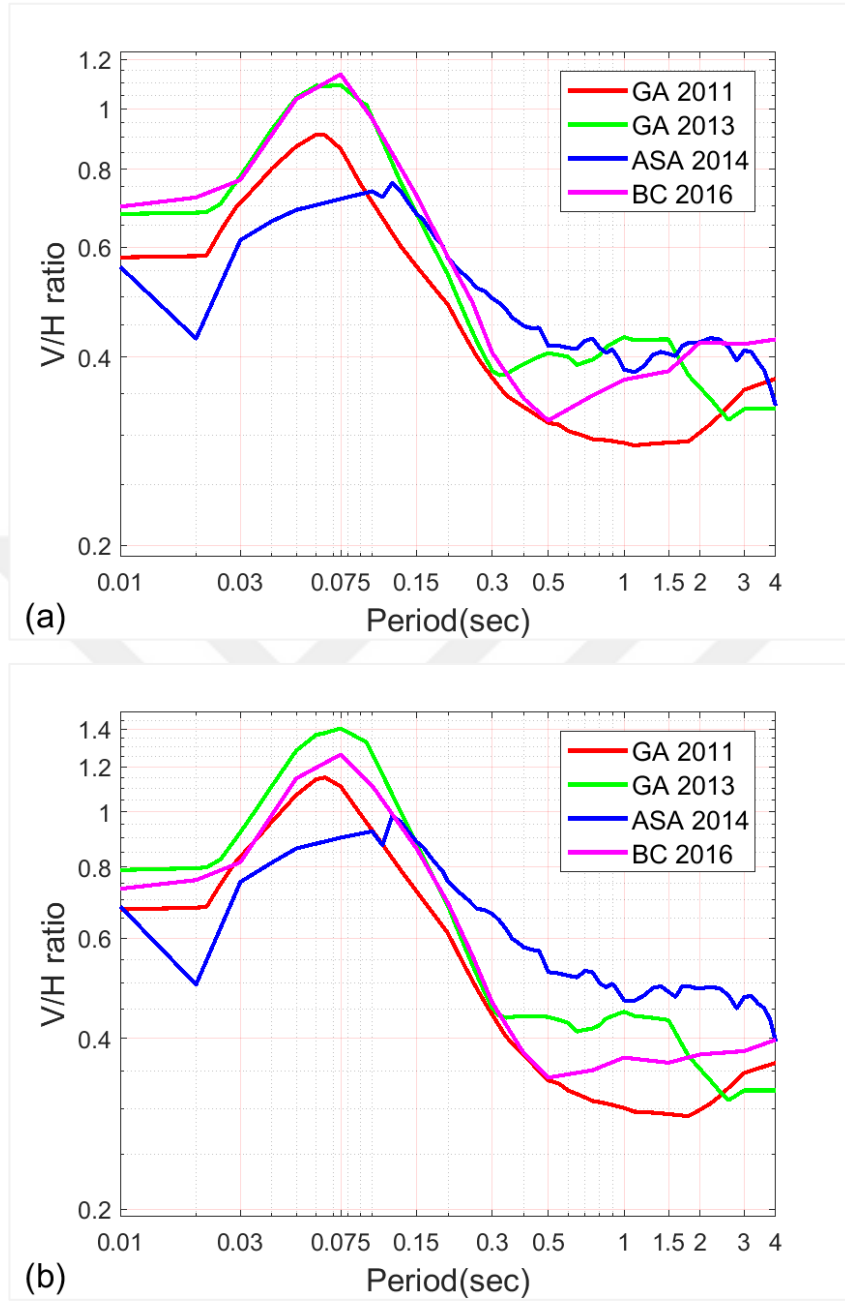 1.2
1
0.8
0.6
0.4
0.2
V/H ratio
GA 2011
GA 2013
ASA 2014
BC 2016
0.01 0.03 0.075 0.15 0.3 0.5 1 1.5 2 3 4
Period(sec)
(a)
1.4
1.2
1
0.8
0.6
0.4
0.2
V/H ratio
GA 2011
GA 2013
ASA 2014
BC 2016
0.01 0.03 0.075 0.15 0.3 0.5 1 1.5 2 3 4
Period(sec)
(b)